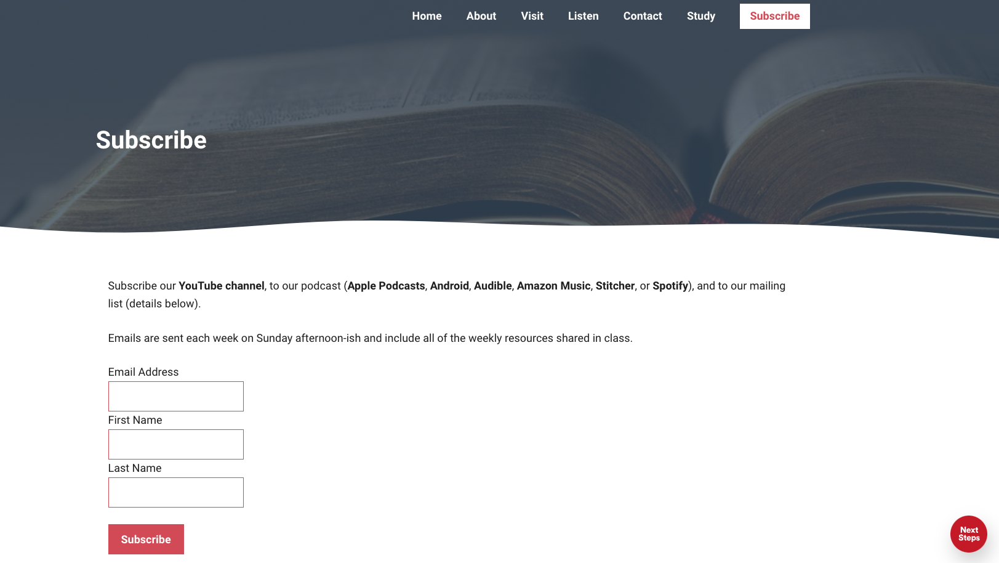 Home About Visit Listen Contact Study Subscribe
Subscribe
Subscribe our YouTube channel, to our podcast (Apple Podcasts, Android, Audible, Amazon Music, Stitcher, or Spotify), and to our mailing
list (details below).
Emails are sent each week on Sunday afternoon-ish and include all of the weekly resources shared in class.
Email Address
First Name
Last Name
Subscribe
Next
Steps